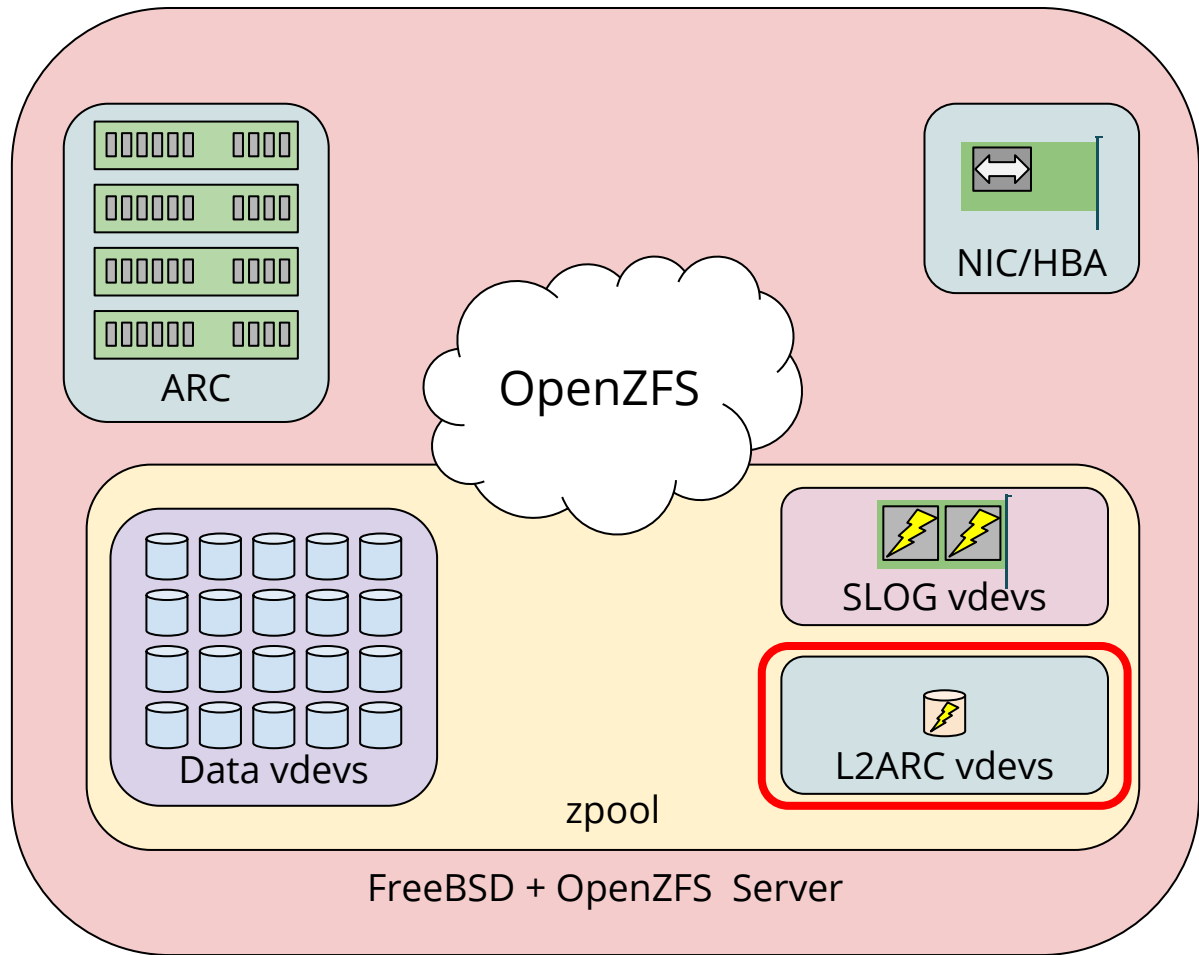 ARC
NIC/HBA
OpenZFS
SLOG vdevs
Data vdevs
L2ARC vdevs
zpool
FreeBSD + OpenZFS  Server